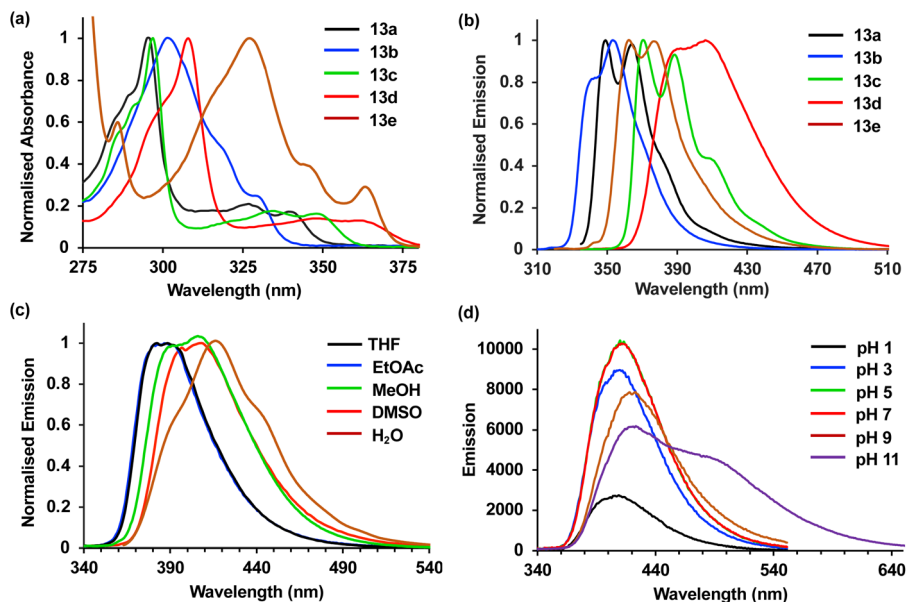 (a)
13a
13b
13c
13d
13e
Normalised Absorbance
1
0.8
0.6
0.4
0.2
0
275 300 325 350 375
Wavelength (nm)
(b)
13a
13b
13c
13d
13e
Normalised Emission
1
0.8
0.6
0.4
0.2
0
310 350 390 430 470 510
Wavelength (nm)
(c)
THF
EtOAc
MeOH
DMSO
H₂O
Normalised Emission
1
0.8
0.6
0.4
0.2
0
340 390 440 490 540
Wavelength (nm)
(d)
pH 1
pH 3
pH 5
pH 7
pH 9
pH 11
Emission
10000
8000
6000
4000
2000
0
340 440 540 640
Wavelength (nm)